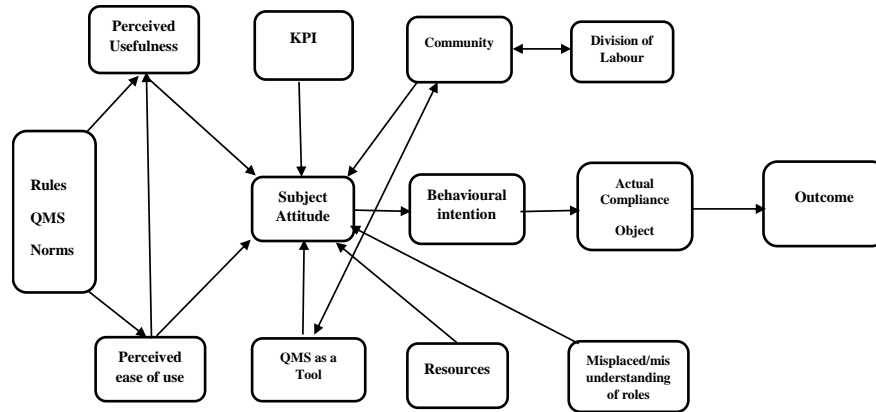 Perceived
Usefulness
KPI
Community
Division of
Labour
Rules
QMS
Norms
Subject
Attitude
Behavioural
intention
Actual
Compliance
Object
Outcome
Perceived
ease of use
QMS as a
Tool
Resources
Misplaced/mis
understanding
of roles